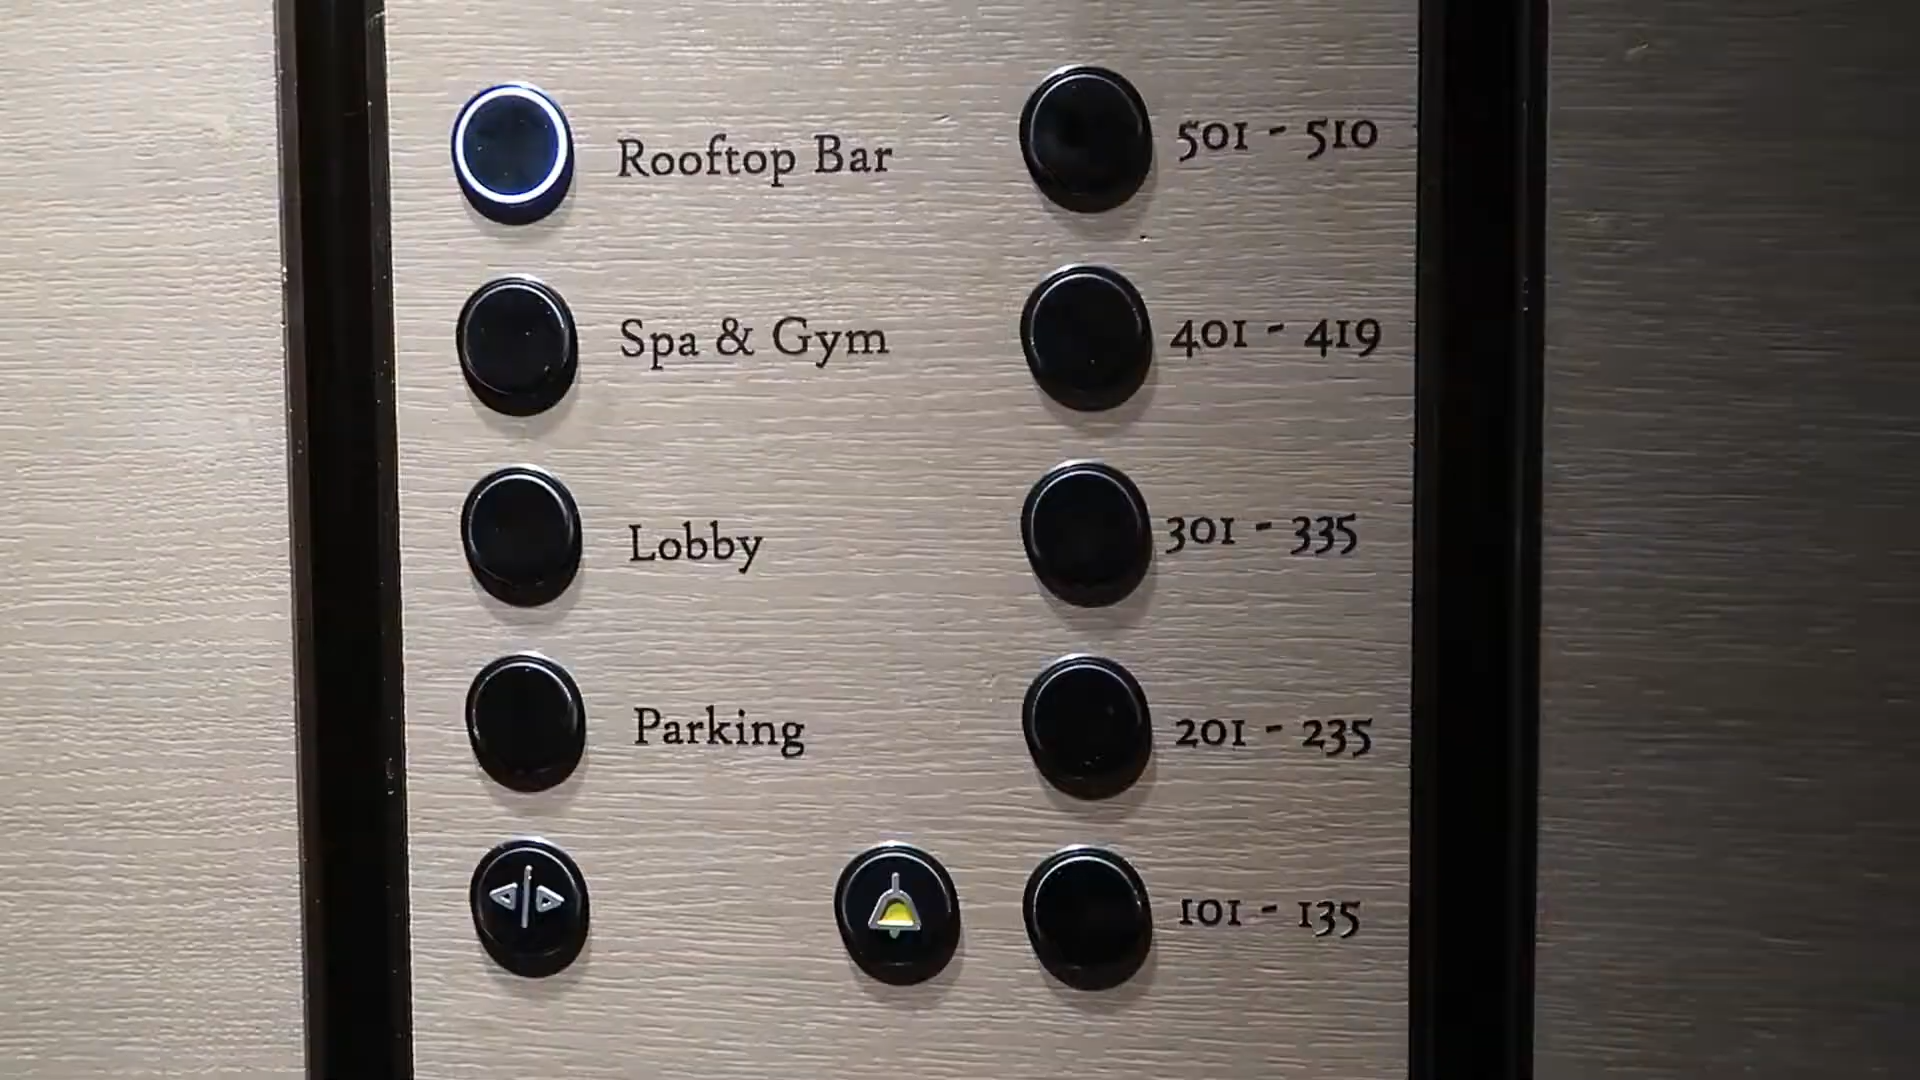 Rooftop Bar
Spa & Gym
Lobby
Parking
501 - 510
401 - 419
301 - 335
201 - 235
101 - 135